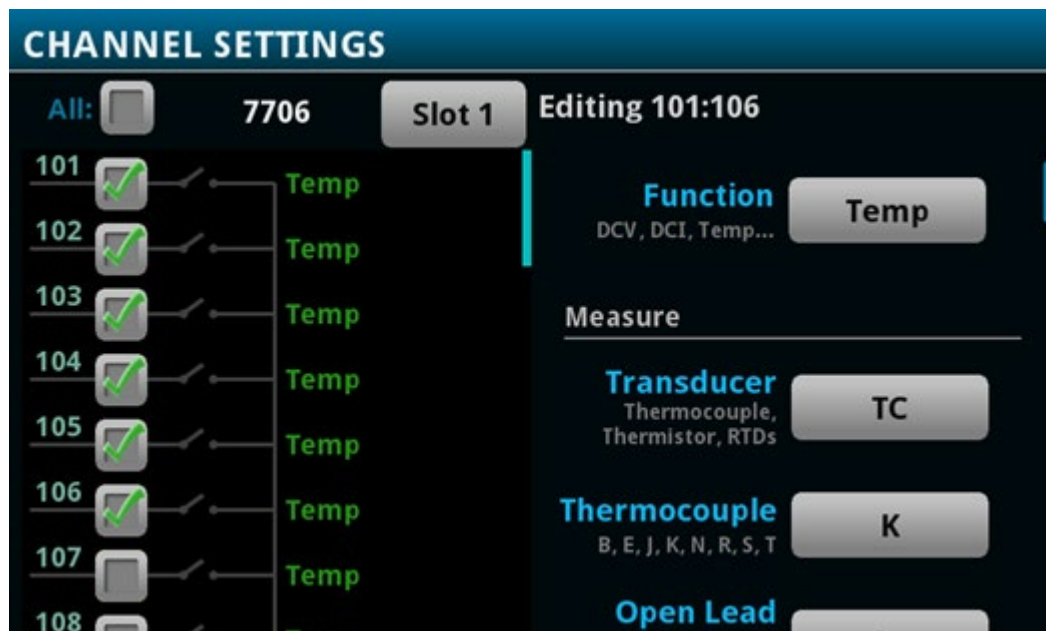 CHANNEL SETTINGS
All:
7706
Slot 1
Editing 101:106
101
Temp
102
Temp
103
Temp
104
Temp
105
Temp
106
Temp
107
Temp
108
Function
DCV, DCI, Temp...
Temp
Measure
Transducer
Thermocouple,
Thermistor, RTDs
TC
Thermocouple
B, E, J, K, N, R, S, T
K
Open Lead